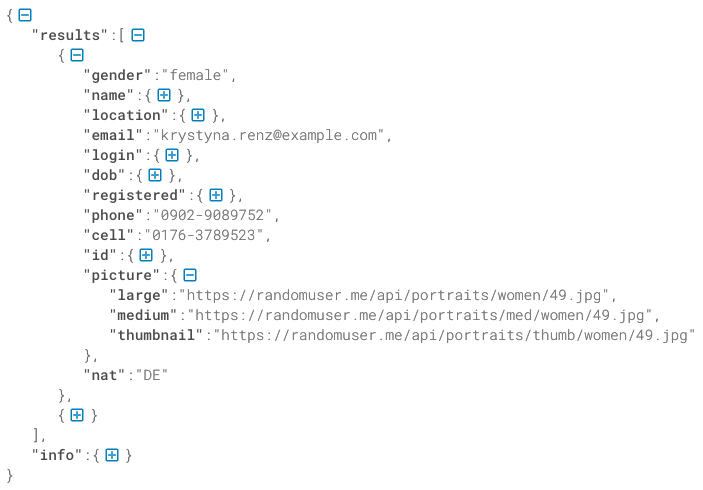 {
"results":[
{
"gender":"female",
"name":{ },
"location":{ },
"email":"krystyna.renz@example.com",
"login":{ },
"dob":{ },
"registered":{ },
"phone":"0902-9089752",
"cell":"0176-3789523",
"id":{ },
"picture":{
"large":"https://randomuser.me/api/portraits/women/49.jpg",
"medium":"https://randomuser.me/api/portraits/med/women/49.jpg",
"thumbnail":"https://randomuser.me/api/portraits/thumb/women/49.jpg"
},
"nat":"DE"
},
{ }
],
"info":{ }
}